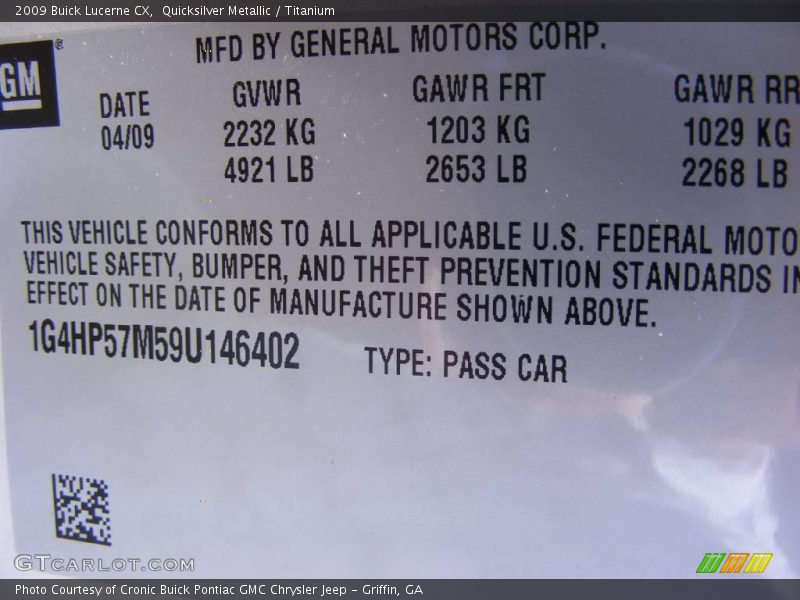 2009 Buick Lucerne CX, Quicksilver Metallic / Titanium
MFD BY GENERAL MOTORS CORP.
GM ®
DATE GVWR GAWR FRT GAWR RR
04/09 2232 KG 1203 KG 1029 KG
4921 LB 2653 LB 2268 LB
THIS VEHICLE CONFORMS TO ALL APPLICABLE U.S. FEDERAL MOTO
VEHICLE SAFETY, BUMPER, AND THEFT PREVENTION STANDARDS IN
EFFECT ON THE DATE OF MANUFACTURE SHOWN ABOVE.
1G4HP57M59U146402 TYPE: PASS CAR
GTCARLOT.COM
Photo Courtesy of Cronic Buick Pontiac GMC Chrysler Jeep – Griffin, GA